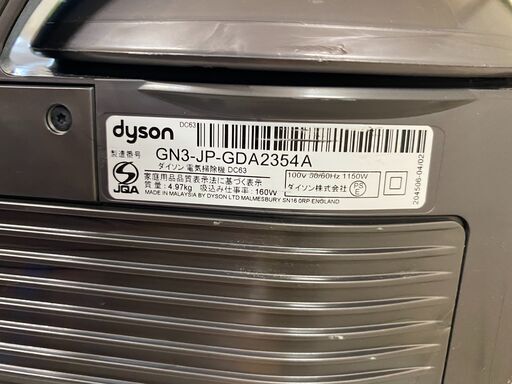 dyson
DC63
製造番号 GN3-JP-GDA2354A
ダイソン 電気掃除機 DC63
JQA
家庭用品品質表示法に基づく表示
質量:4.97kg 吸込み仕事率:160W
100V 50/60Hz 1150W
ダイソン株式会社
PS
E
MADE IN MALAYSIA BY DYSON LTD MALMESBURY SN16 0RP ENGLAND
204506-04/02